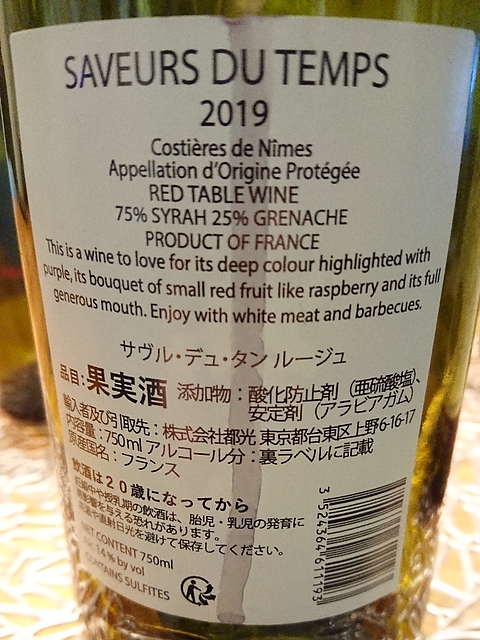 SAVEURS DU TEMPS
2019
Costières de Nîmes
Appellation d'Origine Protégée
RED TABLE WINE
75% SYRAH 25% GRENACHE
PRODUCT OF FRANCE
This is a wine to love for its deep colour highlighted with
purple, its bouquet of small red fruit like raspberry and its full
generous mouth. Enjoy with white meat and barbecues.
サヴル・デュ・タン ルージュ
品目：果実酒 添加物：酸化防止剤（亜硫酸塩）、
安定剤（アラビアガム）
輸入者及び引取先：株式会社都光 東京都台東区上野6-16-17
内容量：750ml アルコール分：裏ラベルに記載
原産国名：フランス
飲酒は20歳になってから
妊娠中や授乳期の飲酒は、胎児・乳児の発育に
悪影響を与える恐れがあります。
直射日光を避けて保存してください。
NET CONTENT 750ml
14% by vol
CONTAINS SULFITES
3 524364 611193